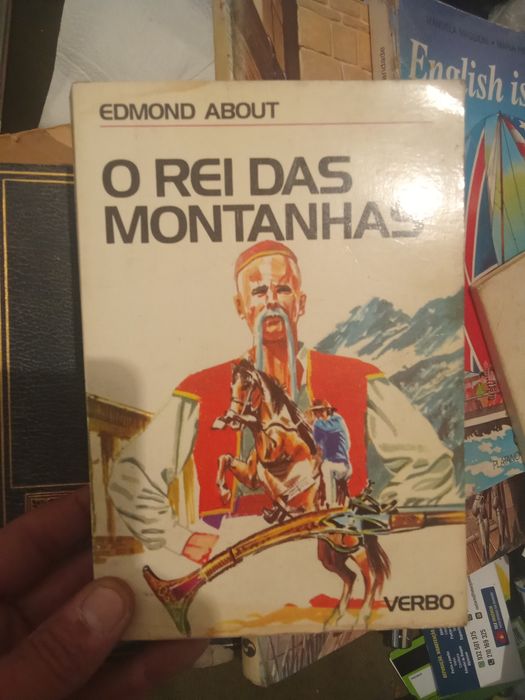 EDMOND ABOUT
O REI DAS
MONTANHAS
VERBO
English is